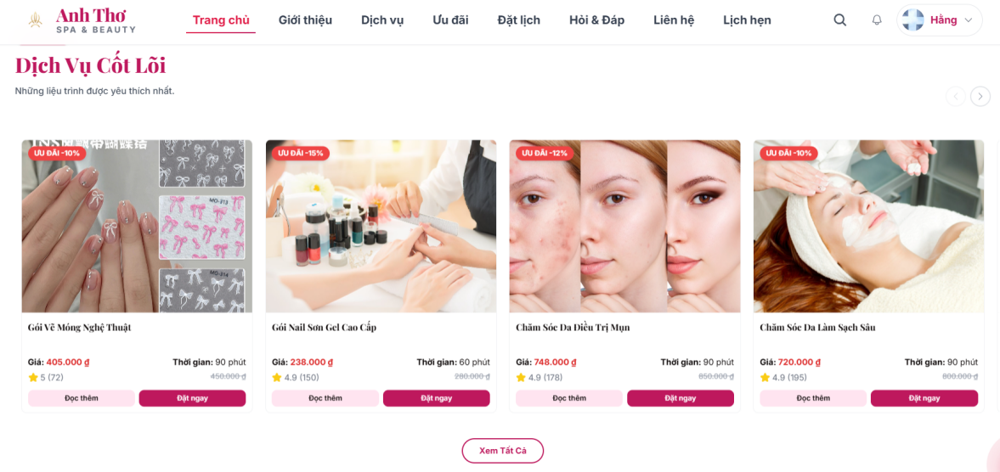 Anh Thơ
SPA & BEAUTY
Trang chủ
Giới thiệu
Dịch vụ
Ưu đãi
Đặt lịch
Hỏi & Đáp
Liên hệ
Lịch hẹn
Hằng
Dịch Vụ Cốt Lõi
Những liệu trình được yêu thích nhất.
ƯU ĐÃI -10%
MO-313
MO-314
Gói Vẽ Móng Nghệ Thuật
Giá: 405.000 ₫
Thời gian: 90 phút
5 (72)
450.000 ₫
Đọc thêm
Đặt ngay
ƯU ĐÃI -15%
Gói Nail Sơn Gel Cao Cấp
Giá: 238.000 ₫
Thời gian: 60 phút
4.9 (150)
280.000 ₫
Đọc thêm
Đặt ngay
ƯU ĐÃI -12%
Chăm Sóc Da Điều Trị Mụn
Giá: 748.000 ₫
Thời gian: 90 phút
4.9 (178)
850.000 ₫
Đọc thêm
Đặt ngay
ƯU ĐÃI -10%
Chăm Sóc Da Làm Sạch Sâu
Giá: 720.000 ₫
Thời gian: 90 phút
4.9 (195)
800.000 ₫
Đọc thêm
Đặt ngay
Xem Tất Cả